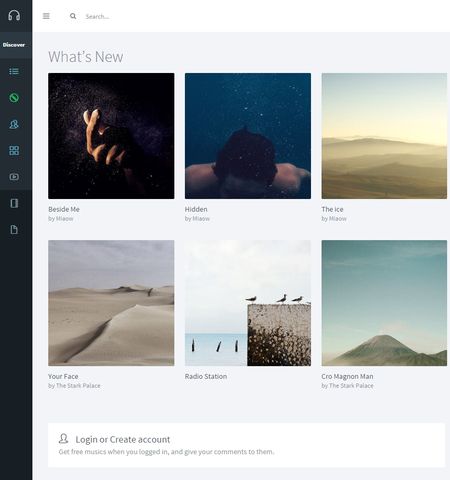 Search...
Discover
What's New
Beside Me
by Miaow
Hidden
by Miaow
The ice
by Miaow
Your Face
by The Stark Palace
Radio Station
Cro Magnon Man
by The Stark Palace
Login or Create account
Get free musics when you logged in, and give your comments to them.